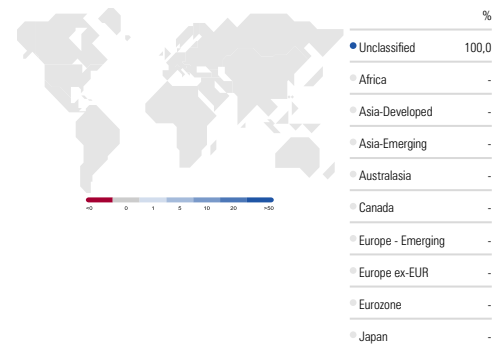 %
Unclassified 100,0
Africa -
Asia-Developed -
Asia-Emerging -
Australasia -
Canada -
Europe - Emerging -
Europe ex-EUR -
Eurozone -
Japan -
<0 0 1 5 10 20 >50